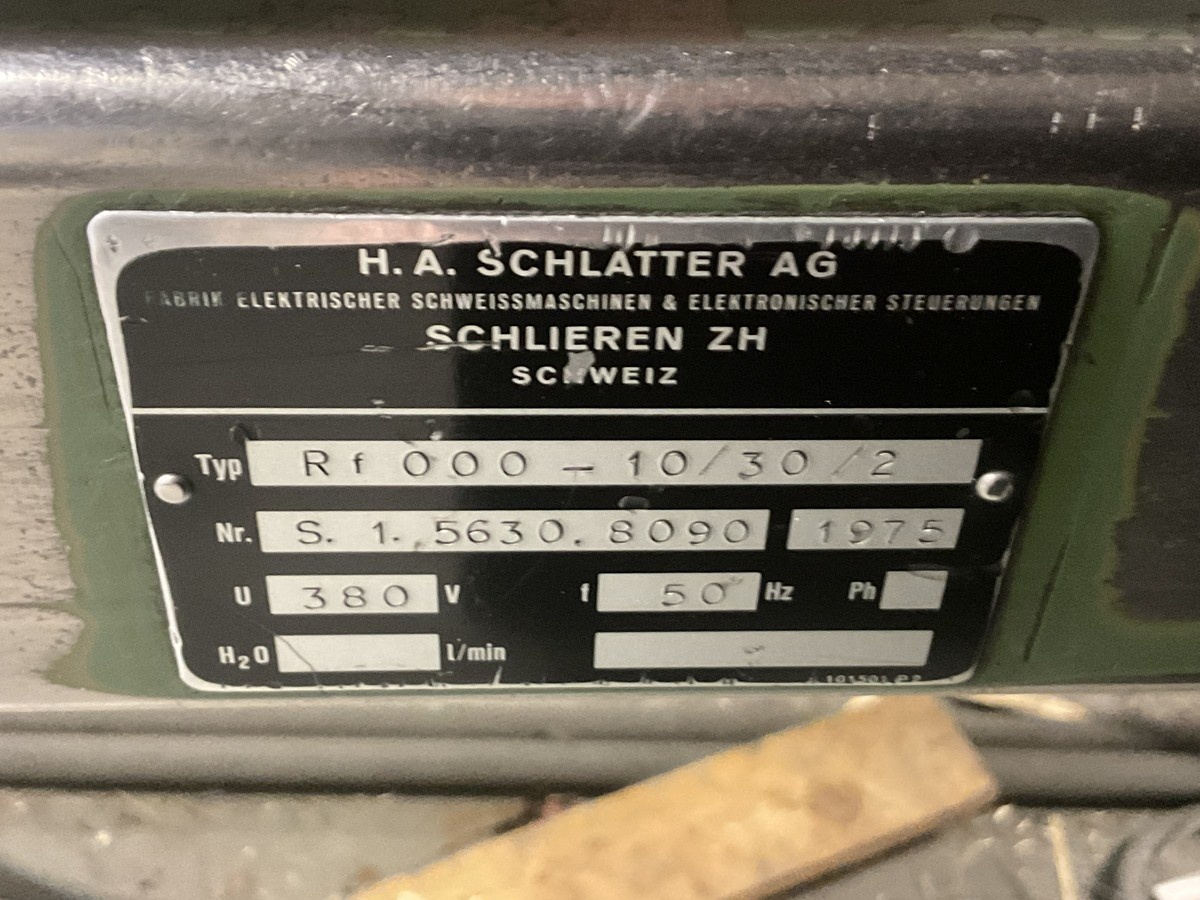 H. A. SCHLATTER AG
FABRIK ELEKTRISCHER SCHWEISSMASCHINEN & ELEKTRONISCHER STEUERUNGEN
SCHLIEREN ZH
SCHWEIZ
Typ Rf 000 - 10/30/2
Nr. S. 1. 5630. 8090 1975
U 380 V f 50 Hz Ph
H₂O l/min